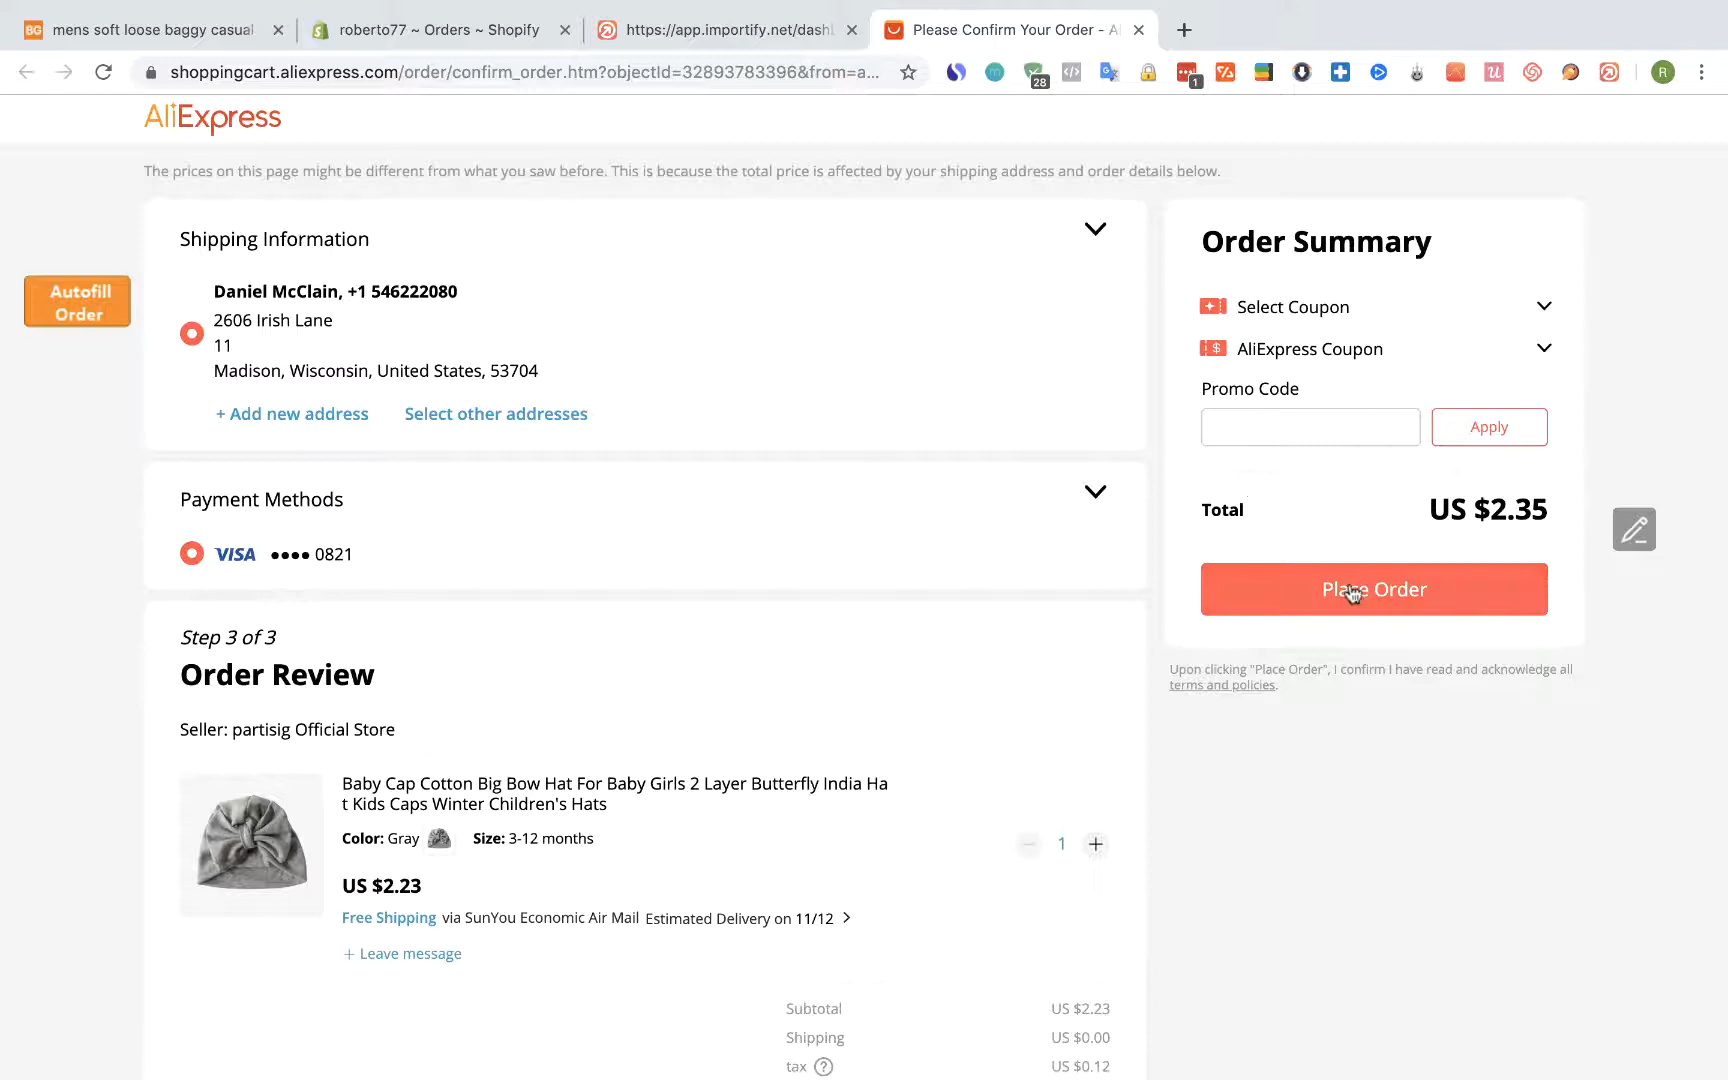 mens soft loose baggy casual
roberto77 ~ Orders ~ Shopify
https://app.importify.net/dashl
Please Confirm Your Order - Al
shoppingcart.aliexpress.com/order/confirm_order.htm?objectId=32893783396&from=a...
28
1
R
AliExpress
The prices on this page might be different from what you saw before. This is because the total price is affected by your shipping address and order details below.
Autofill
Order
Shipping Information
Daniel McClain, +1 546222080
2606 Irish Lane
11
Madison, Wisconsin, United States, 53704
+ Add new address
Select other addresses
Payment Methods
VISA •••• 0821
Step 3 of 3
Order Review
Seller: partisig Official Store
Baby Cap Cotton Big Bow Hat For Baby Girls 2 Layer Butterfly India Ha
t Kids Caps Winter Children's Hats
Color: Gray Size: 3-12 months
1
US $2.23
Free Shipping via SunYou Economic Air Mail Estimated Delivery on 11/12
+ Leave message
Subtotal US $2.23
Shipping US $0.00
tax US $0.12
Order Summary
Select Coupon
AliExpress Coupon
Promo Code
Apply
Total US $2.35
Place Order
Upon clicking "Place Order", I confirm I have read and acknowledge all
terms and policies.